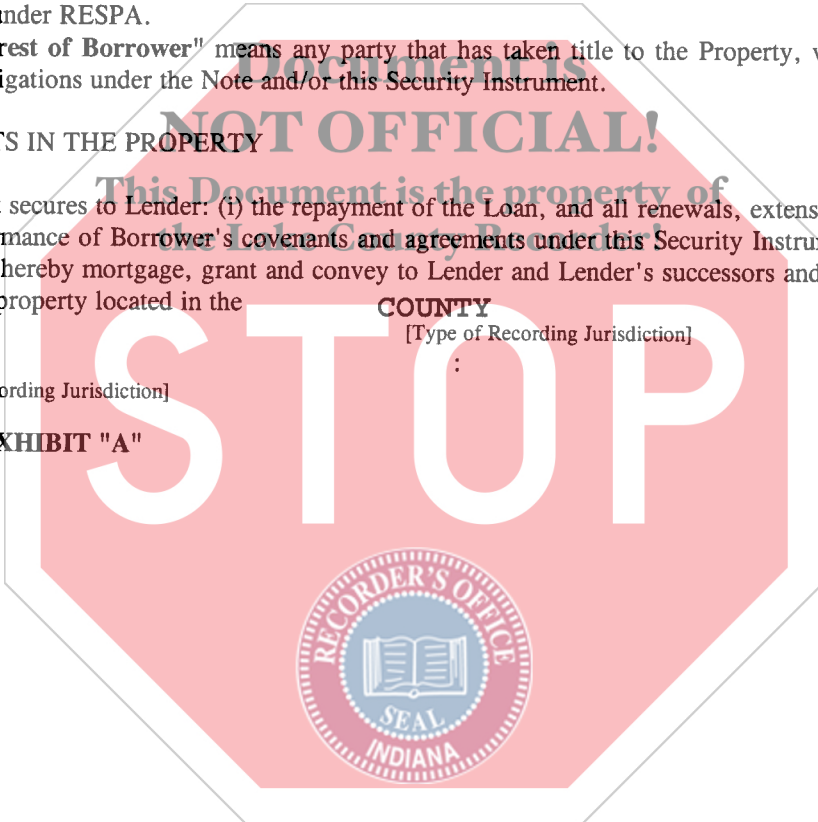 under RESPA.
rest of Borrower" means any party that has taken title to the Property,
igations under the Note and/or this Security Instrument.
Document is
NOT OFFICIAL!
TS IN THE PROPERTY
This Document is the property of
the Lake County Recorder!
secures to Lender: (i) the repayment of the Loan, and all renewals, extens
mance of Borrower's covenants and agreements under this Security Instru
hereby mortgage, grant and convey to Lender and Lender's successors and
property located in the COUNTY
[Type of Recording Jurisdiction]
:
ording Jurisdiction]
XHIBIT "A"
STOP
RECORDER'S OFFICE
SEAL
INDIANA